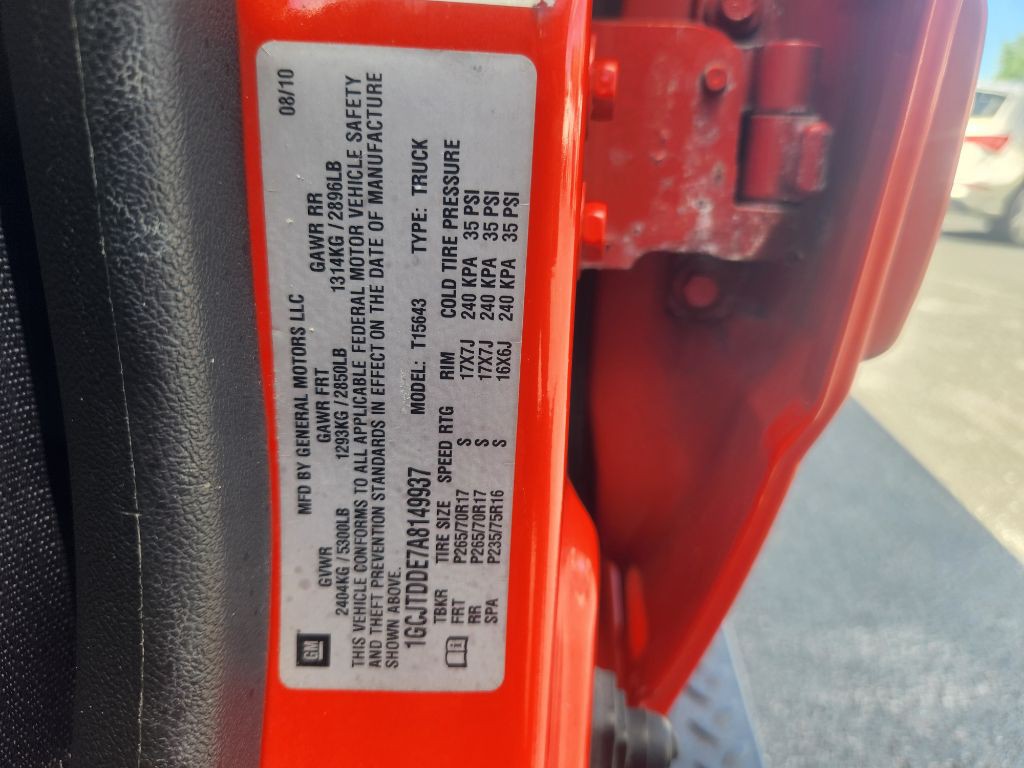 GM
MFD BY GENERAL MOTORS LLC 08/10
GVWR GAWR FRT GAWR RR
2404KG / 5300LB 1293KG / 2850LB 1314KG / 2896LB
THIS VEHICLE CONFORMS TO ALL APPLICABLE FEDERAL MOTOR VEHICLE SAFETY
AND THEFT PREVENTION STANDARDS IN EFFECT ON THE DATE OF MANUFACTURE
SHOWN ABOVE.
1GCJTDDE7A8149937 MODEL: T15643 TYPE: TRUCK
TBKR TIRE SIZE SPEED RTG RIM COLD TIRE PRESSURE
FRT P265/70R17 S 17X7J 240 KPA 35 PSI
RR P265/70R17 S 17X7J 240 KPA 35 PSI
SPA P235/75R16 S 16X6J 240 KPA 35 PSI